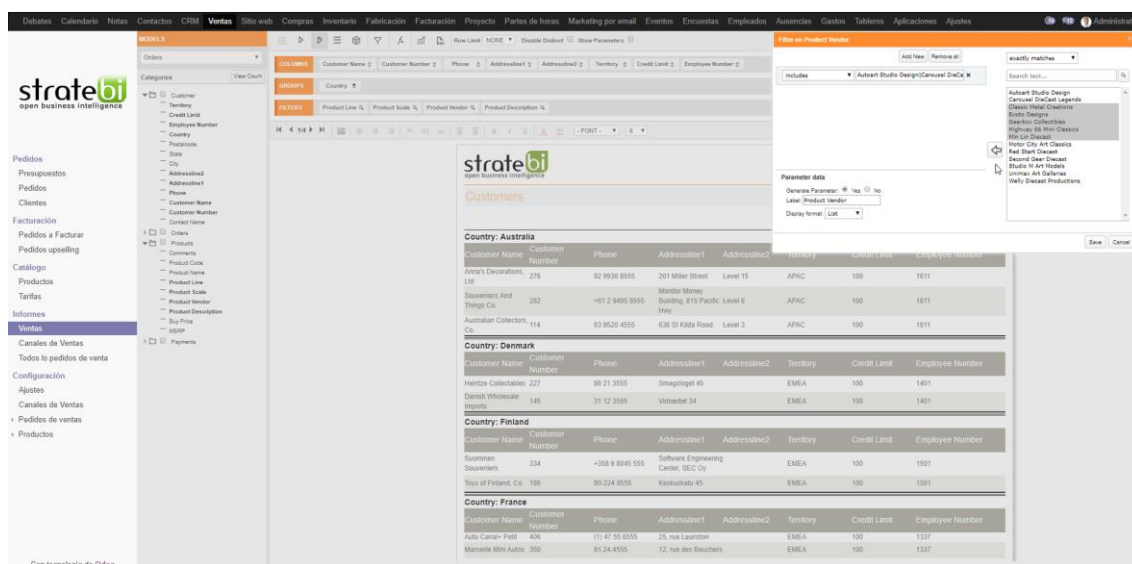 Debates Calendario Notas Contactos CRM Ventas Sitio web Compras Inventario Fabricación Facturación Proyecto Partes de horas Marketing por email Eventos Encuestas Empleados Ausencias Gastos Tableros Aplicaciones Ajustes Administrat
stratebi
open business intelligence
Pedidos
Presupuestos
Pedidos
Clientes
Facturación
Pedidos a Facturar
Pedidos upselling
Catálogo
Productos
Tarifas
Informes
Ventas
Canales de Ventas
Todos lo pedidos de venta
Configuración
Ajustes
Canales de Ventas
Pedidos de ventas
Productos
Con tecnología de Odoo
MODELS
Orders
Categories View Count
Customer
Territory
Credit Limit
Employee Number
Country
Postalcode
State
City
Addressline2
Addressline1
Phone
Customer Name
Customer Number
Contact Name
Orders
Products
Comments
Product Code
Product Name
Product Line
Product Scale
Product Vendor
Product Description
Buy Price
MSRP
Payments
Row Limit NONE Disable Distinct Show Parameters
COLUMNS Customer Name Customer Number Phone Addressline1 Addressline2 Territory Credit Limit Employee Number
GROUPS Country
FILTERS Product Line Product Scale Product Vendor Product Description
1/4 - FONT - 8
stratebi
open business intelligence
Customers
Country: Australia
Customer Name Customer Number Phone Addressline1 Addressline2 Territory Credit Limit Employee Number
Anna's Decorations, Ltd 276 02 9936 8555 201 Miller Street Level 15 APAC 100 1611
Souveniers And Things Co. 282 +61 2 9495 8555 Monitor Money Building, 815 Pacific Hwy Level 6 APAC 100 1611
Australian Collectors, Co. 114 03 9520 4555 636 St Kilda Road Level 3 APAC 100 1611
Country: Denmark
Customer Name Customer Number Phone Addressline1 Addressline2 Territory Credit Limit Employee Number
Heintze Collectables 227 86 21 3555 Smagsloget 45 EMEA 100 1401
Danish Wholesale Imports 145 31 12 3555 Vinbæltet 34 EMEA 100 1401
Country: Finland
Customer Name Customer Number Phone Addressline1 Addressline2 Territory Credit Limit Employee Number
Suominen Souveniers 334 +358 9 8045 555 Software Engineering Center, SEC Oy EMEA 100 1501
Toys of Finland, Co. 186 90-224 8555 Keskuskatu 45 EMEA 100 1501
Country: France
Customer Name Customer Number Phone Addressline1 Addressline2 Territory Credit Limit Employee Number
Auto Canal+ Petit 406 (1) 47.55.6555 25, rue Lauriston EMEA 100 1337
Marseille Mini Autos 350 91.24.4555 12, rue des Bouchers EMEA 100 1337
Filter on Product Vendor
Add New Remove all
includes Autoart Studio Design|Carousel DieCa
exactly matches
Search text...
Autoart Studio Design
Carousel DieCast Legends
Classic Metal Creations
Exoto Designs
Gearbox Collectibles
Highway 66 Mini Classics
Min Lin Diecast
Motor City Art Classics
Red Start Diecast
Second Gear Diecast
Studio M Art Models
Unimax Art Galleries
Welly Diecast Productions
Parameter data
Generate Parameter: Yes No
Label: Product Vendor
Display format: List
Save Cancel